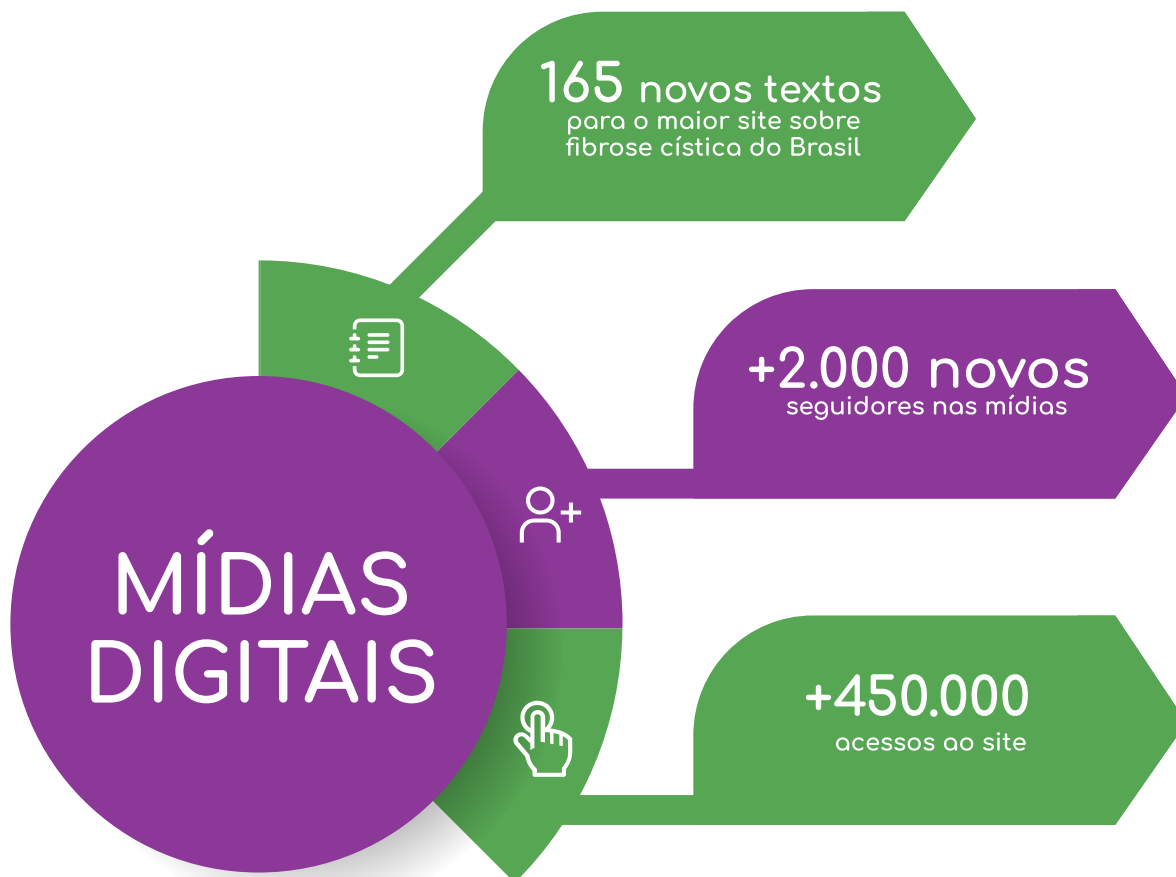 165 novos textos
para o maior site sobre
fibrose cística do Brasil
+2.000 novos
seguidores nas mídias
MÍDIAS
DIGITAIS
+450.000
acessos ao site